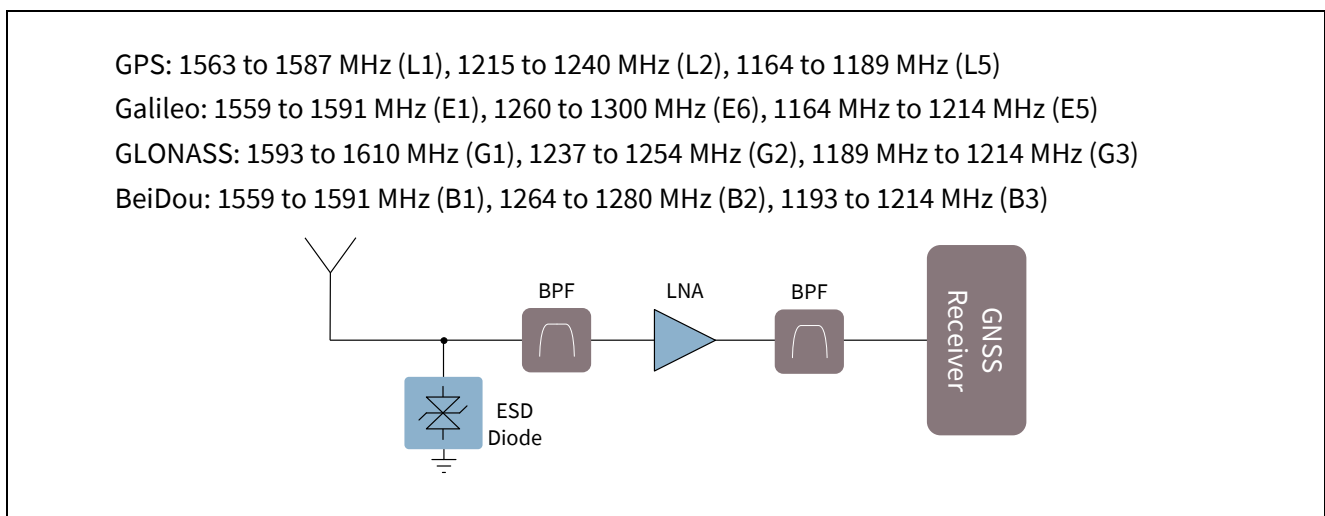 GPS: 1563 to 1587 MHz (L1), 1215 to 1240 MHz (L2), 1164 to 1189 MHz (L5)
Galileo: 1559 to 1591 MHz (E1), 1260 to 1300 MHz (E6), 1164 MHz to 1214 MHz (E5)
GLONASS: 1593 to 1610 MHz (G1), 1237 to 1254 MHz (G2), 1189 MHz to 1214 MHz (G3)
BeiDou: 1559 to 1591 MHz (B1), 1264 to 1280 MHz (B2), 1193 to 1214 MHz (B3)
BPF
LNA
BPF
GNSS
Receiver
ESD
Diode